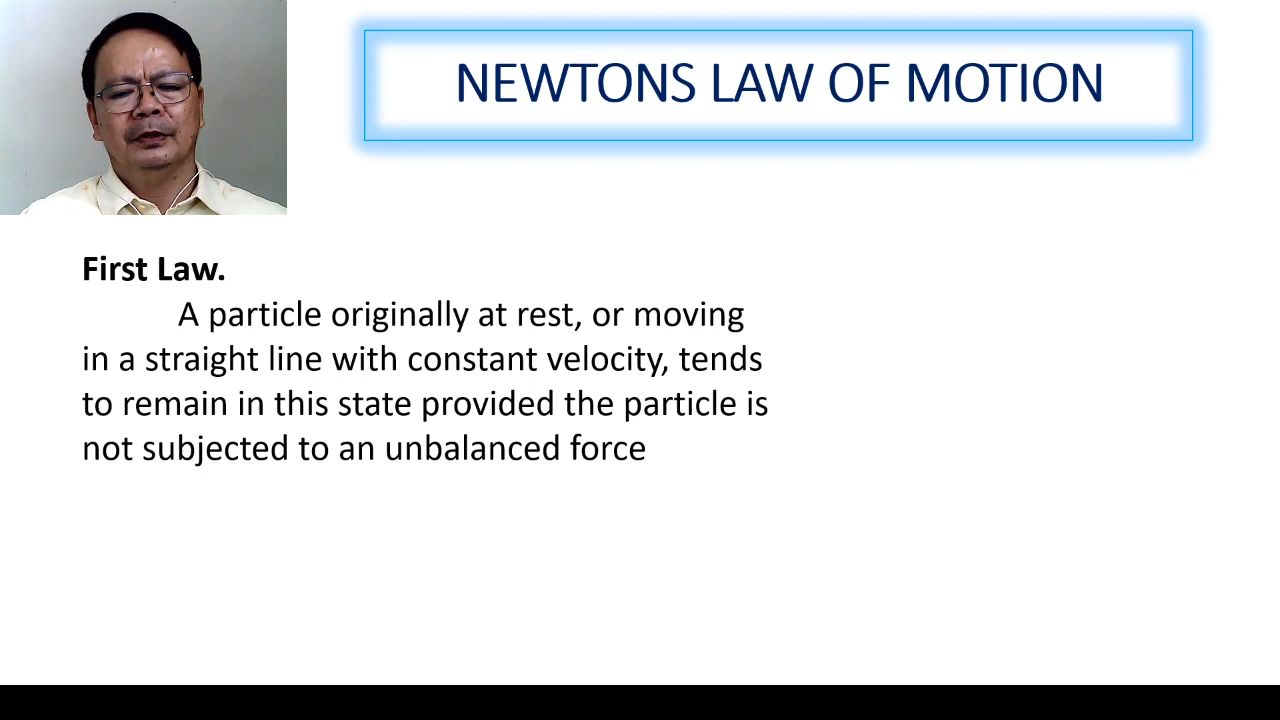 NEWTONS LAW OF MOTION
First Law.
A particle originally at rest, or moving
in a straight line with constant velocity, tends
to remain in this state provided the particle is
not subjected to an unbalanced force